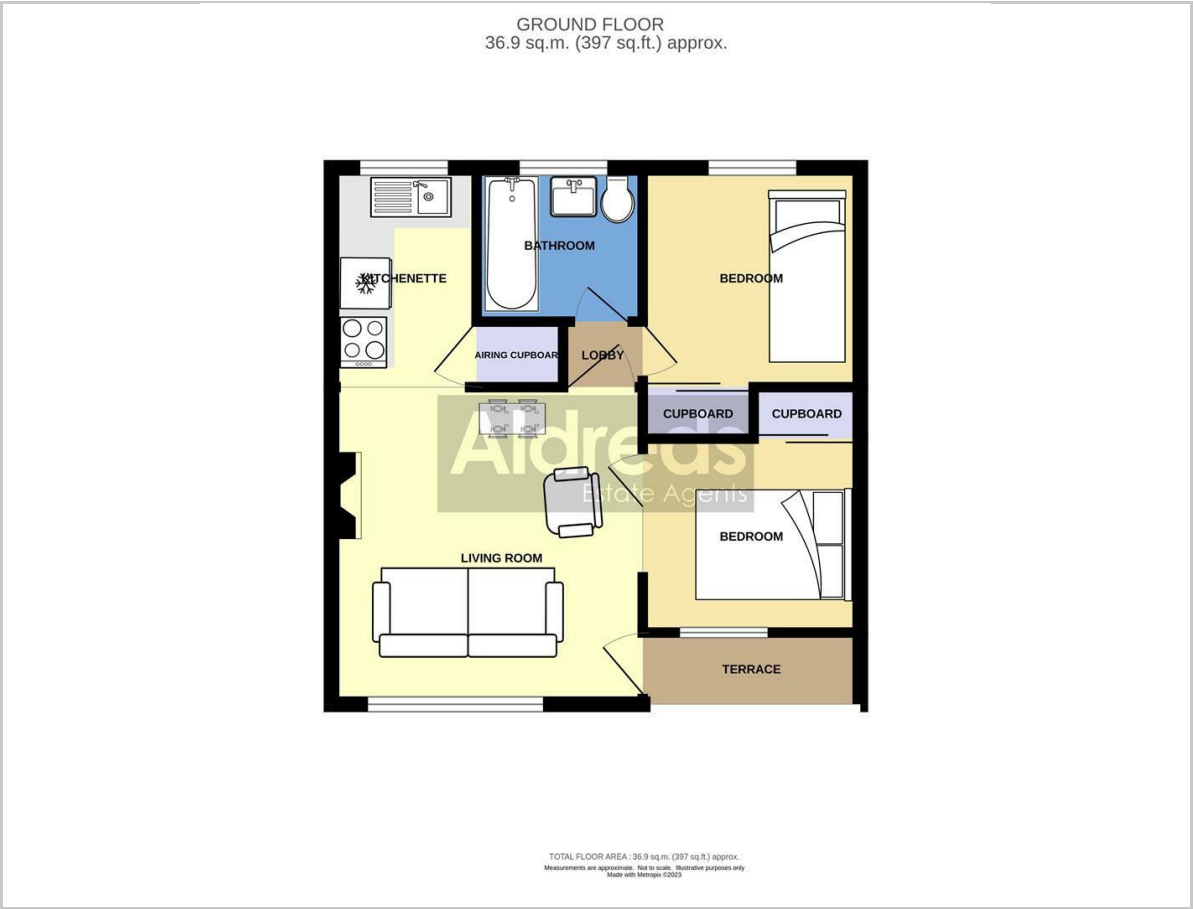 GROUND FLOOR
36.9 sq.m. (397 sq.ft.) approx.
BATHROOM
KITCHENETTE
BEDROOM
AIRING CUPBOARD
LOBBY
CUPBOARD
CUPBOARD
Aldreds
Estate Agents
BEDROOM
LIVING ROOM
TERRACE
TOTAL FLOOR AREA : 36.9 sq.m. (397 sq.ft.) approx.
Measurements are approximate. Not to scale. Illustrative purposes only
Made with Metropix ©2023